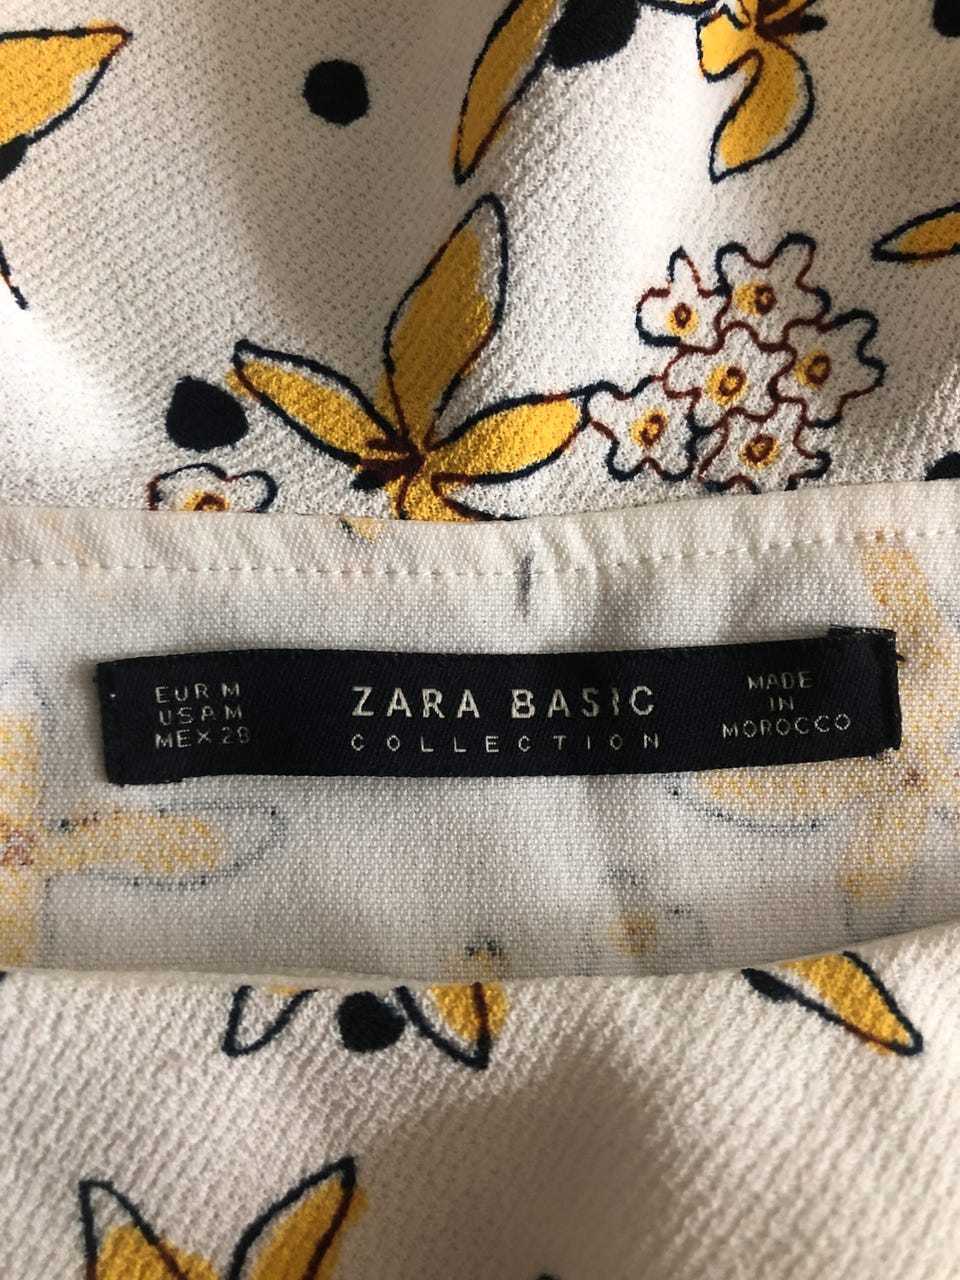 EUR M
USA M
MEX 28
ZARA BASIC
COLLECTION
MADE
IN
MOROCCO